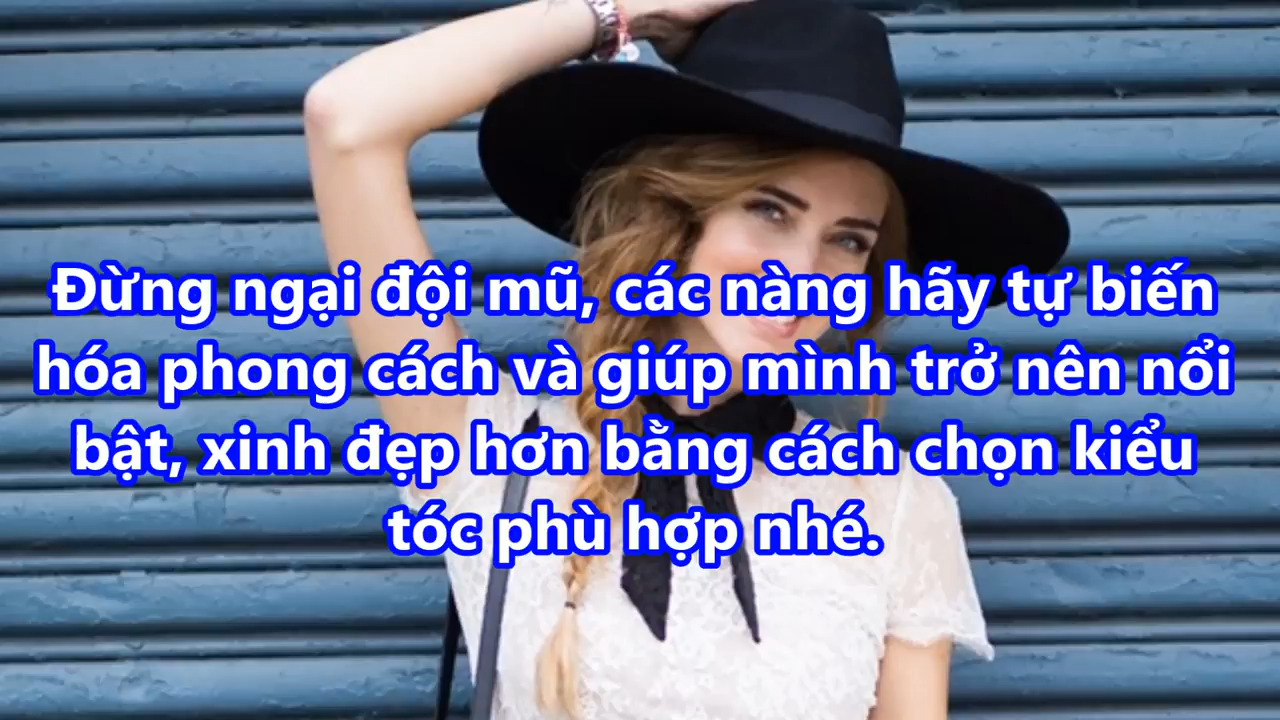 Đừng ngại đội mũ, các nàng hãy tự biến
hóa phong cách và giúp mình trở nên nổi
bật, xinh đẹp hơn bằng cách chọn kiểu
tóc phù hợp nhé.